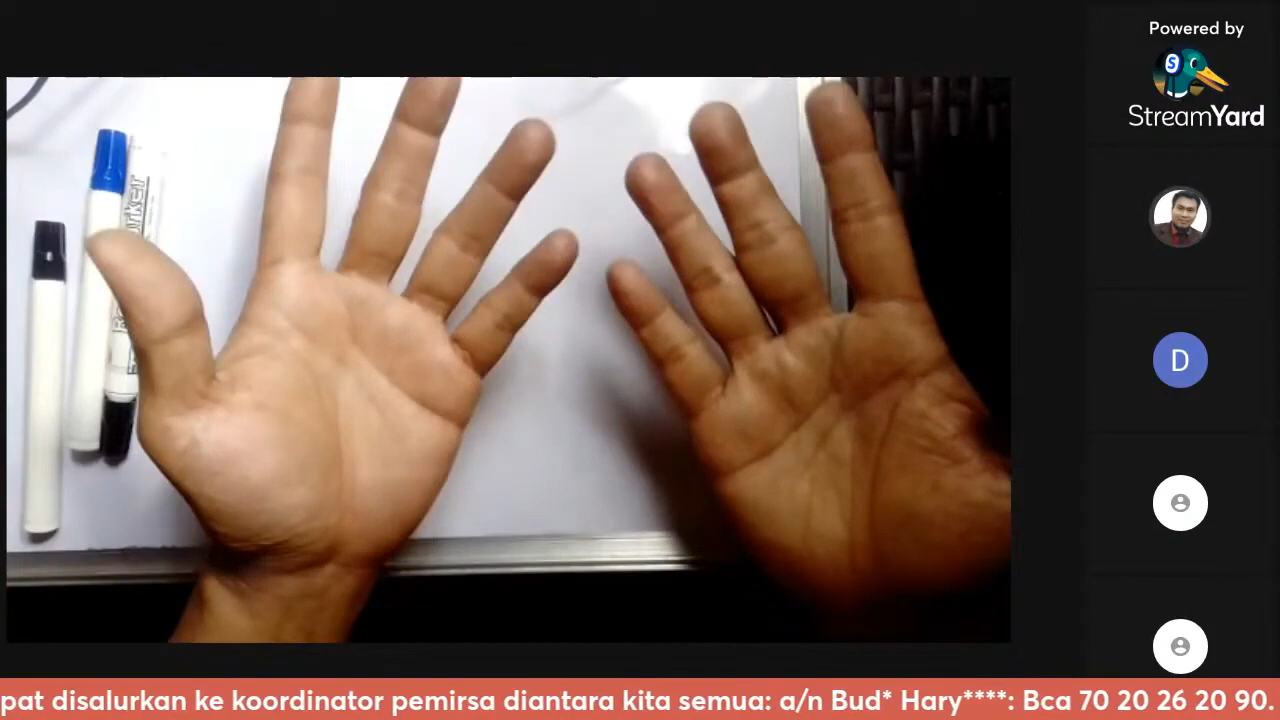 Powered by
StreamYard
D
pat disalurkan ke koordinator pemirsa diantara kita semua: a/n Bud* Hary****: Bca 70 20 26 20 90.